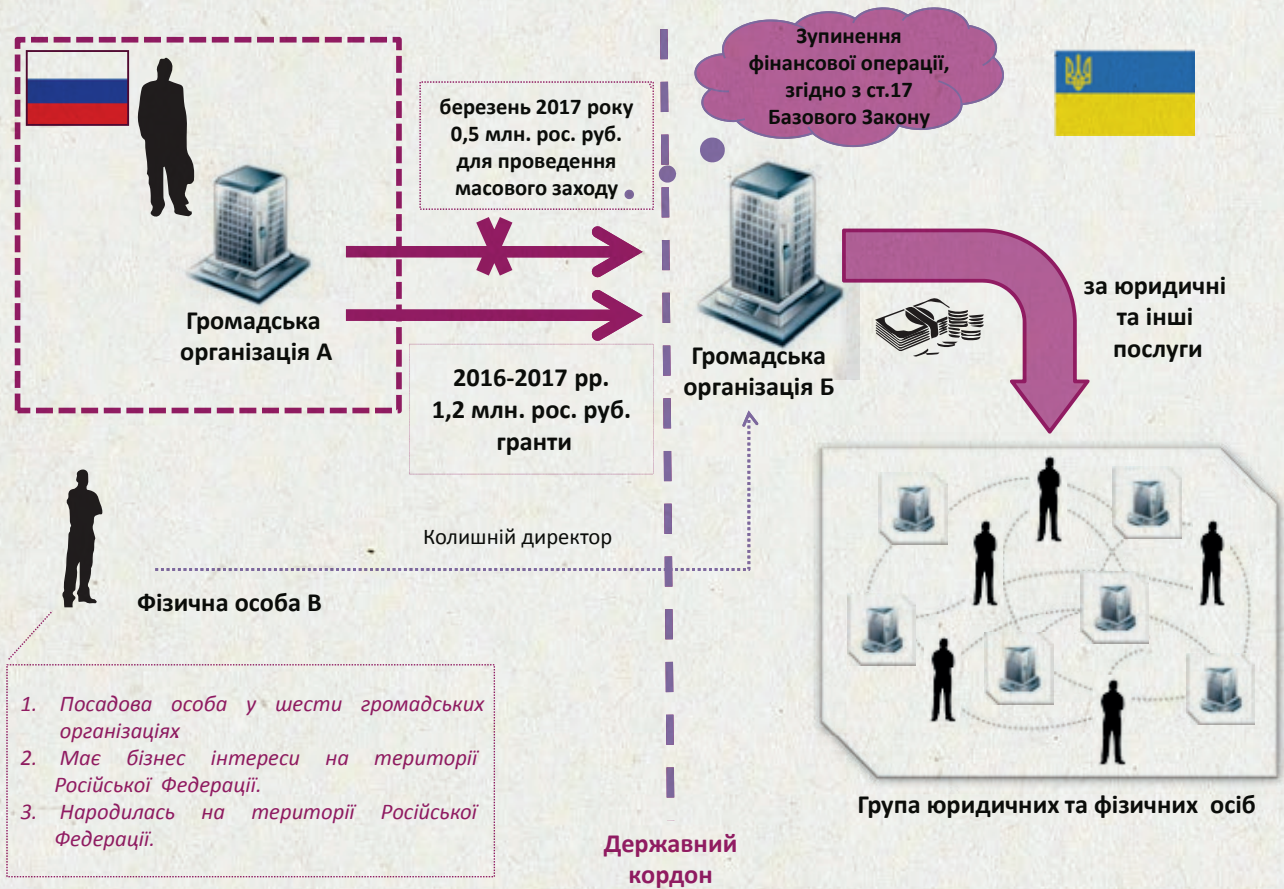 Зупинення
фінансової операції,
згідно з ст.17
Базового Закону
березень 2017 року
0,5 млн. рос. руб.
для проведення
масового заходу
Громадська
організація А
2016-2017 рр.
1,2 млн. рос. руб.
гранти
Громадська
організація Б
за юридичні
та інші
послуги
Колишній директор
Фізична особа В
1. Посадова особа у шести громадських
організаціях
2. Має бізнес інтереси на території
Російської Федерації.
3. Народилась на території Російської
Федерації.
Група юридичних та фізичних осіб
Державний
кордон